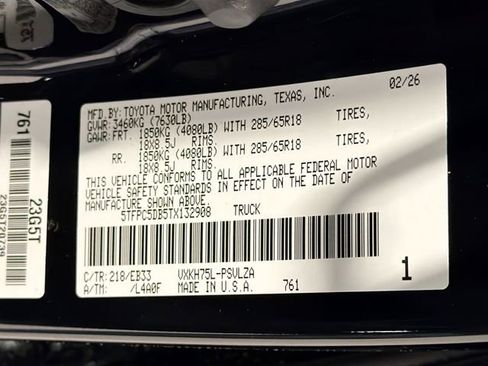 MFD.BY:TOYOTA MOTOR MANUFACTURING, TEXAS, INC. 02/26
GVWR: 3460KG (7630LB)
GAWR:FRT. 1850KG (4080LB) WITH 285/65R18 TIRES,
18X8.5J RIMS,
RR. 1850KG (4080LB) WITH 285/65R18 TIRES,
18X8.5J RIMS.
THIS VEHICLE CONFORMS TO ALL APPLICABLE FEDERAL MOTOR
VEHICLE SAFETY STANDARDS IN EFFECT ON THE DATE OF
MANUFACTURE SHOWN ABOVE.
5TFPC5DB5TX132908 TRUCK
C/TR:218/EB33 VXKH75L-PSVLZA
A/TM: /L4A0F MADE IN U.S.A. 761
1
761
23G5T